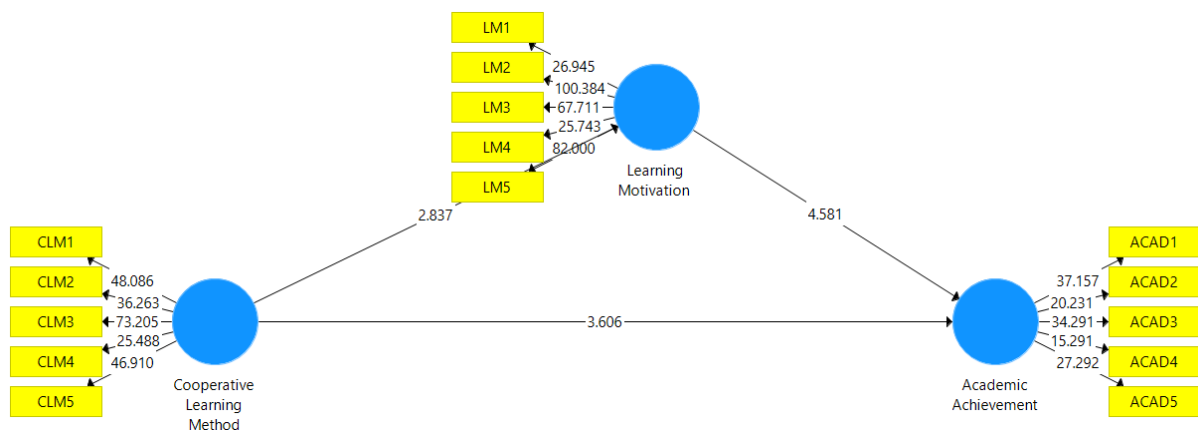 LM1
26.945
LM2
100.384
LM3
67.711
LM4
25.743
82.000
LM5
Learning
Motivation
2.837
4.581
CLM1
48.086
CLM2
36.263
CLM3
73.205
CLM4
25.488
46.910
CLM5
Cooperative
Learning
Method
3.606
ACAD1
37.157
ACAD2
20.231
ACAD3
34.291
15.291
ACAD4
27.292
ACAD5
Academic
Achievement